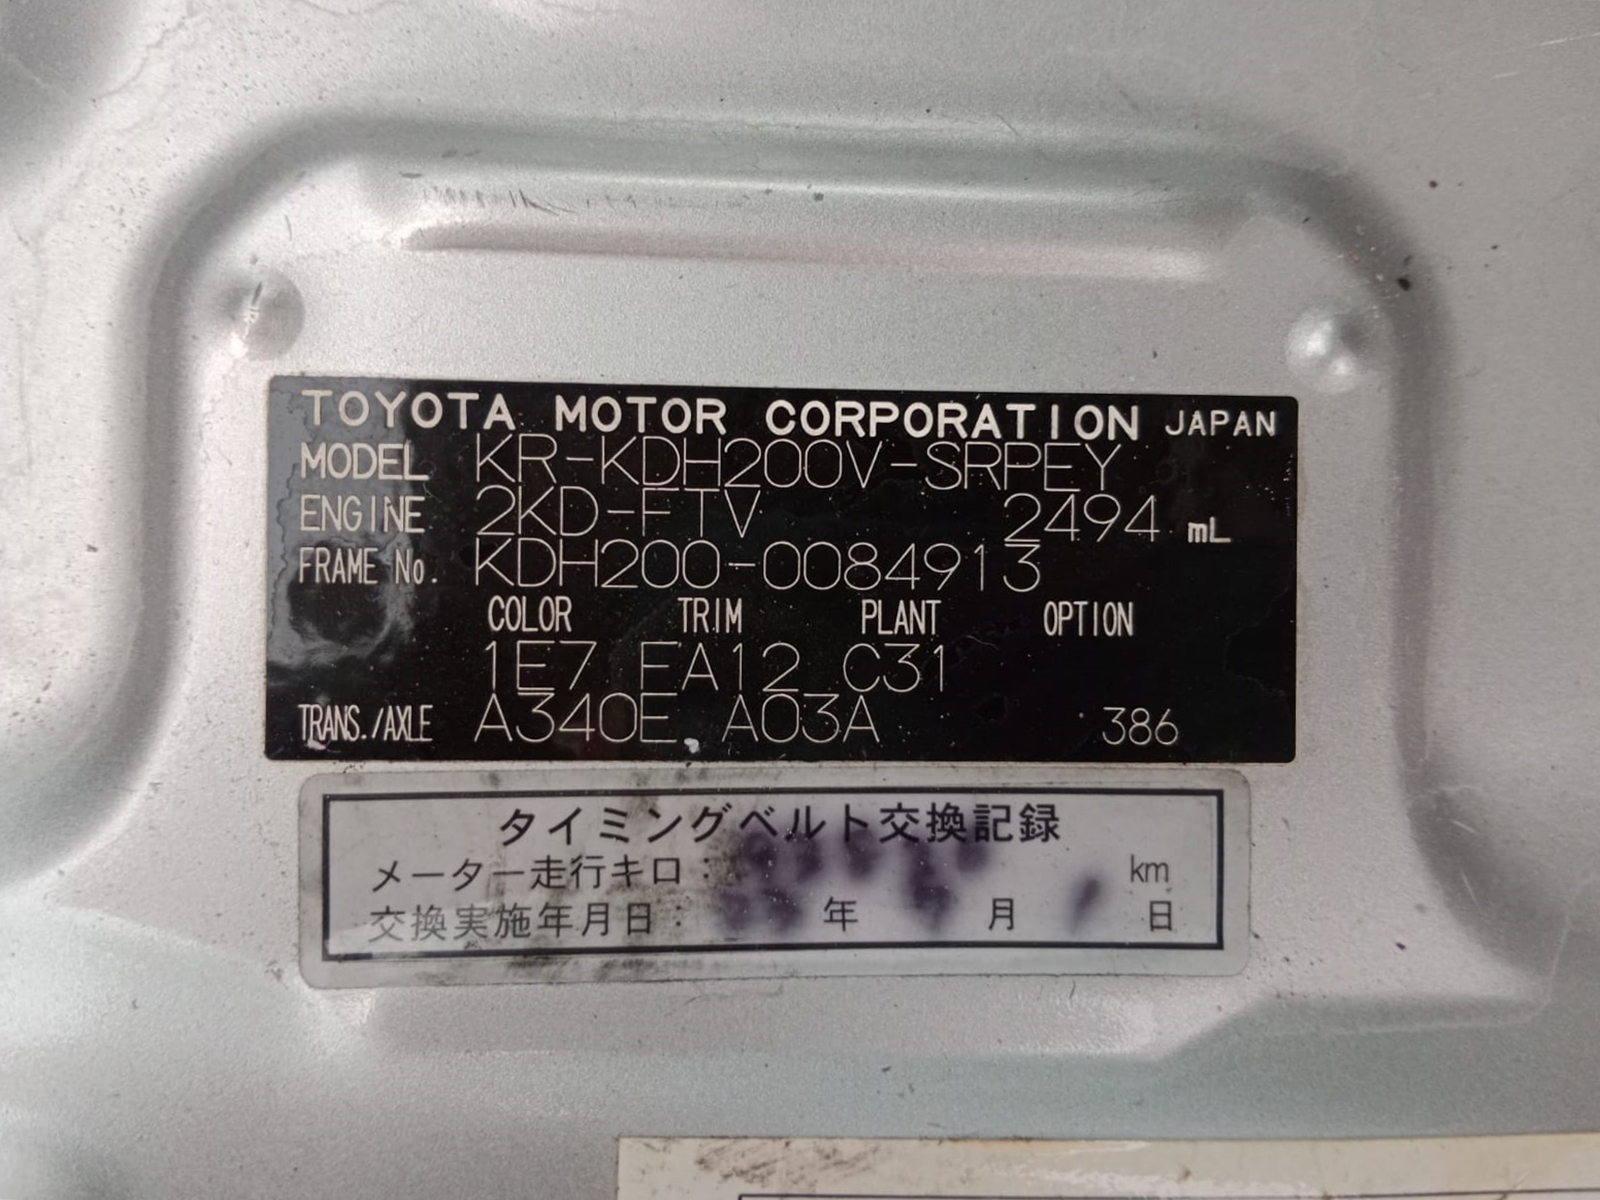 TOYOTA MOTOR CORPORATION JAPAN
MODEL KR-KDH200V-SRPEY
ENGINE 2KD-FTV 2494 mL
FRAME No. KDH200-0084913
COLOR TRIM PLANT OPTION
1E7 FA12 C31
TRANS./AXLE A340E A03A 386
タイミングベルト交換記録
メーター走行キロ: km
交換実施年月日: 年 月 日